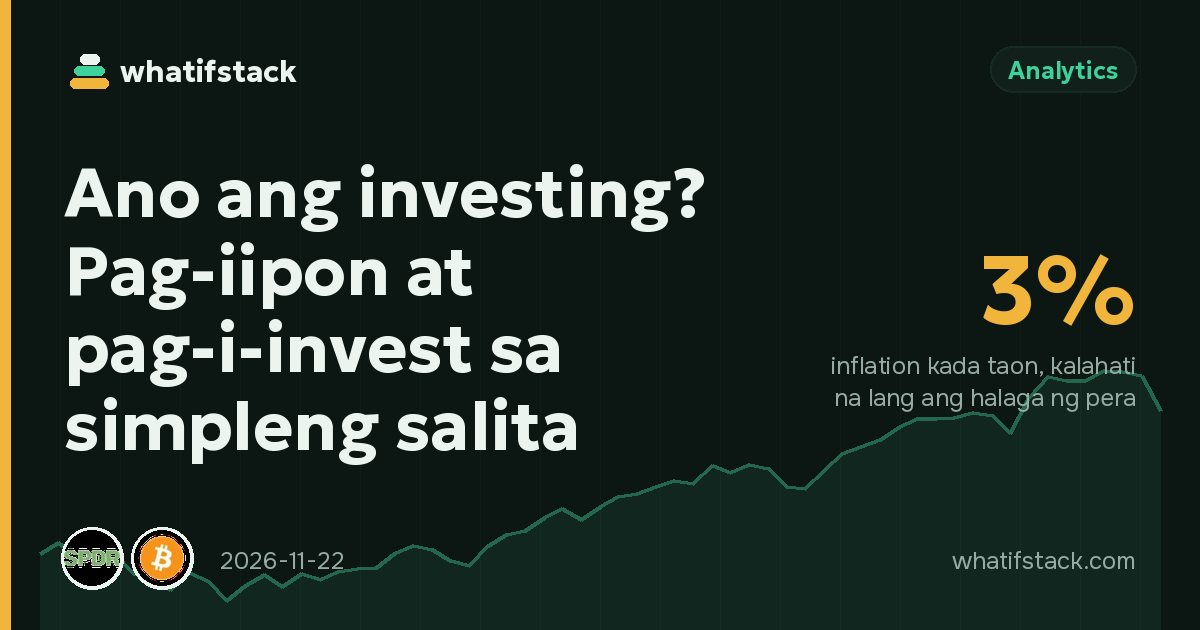 whatifstack
Analytics
Ano ang investing?
Pag-iipon at
pag-i-invest sa
simpleng salita
3%
inflation kada taon, kalahati
na lang ang halaga ng pera
SPDR
2026-11-22
whatifstack.com